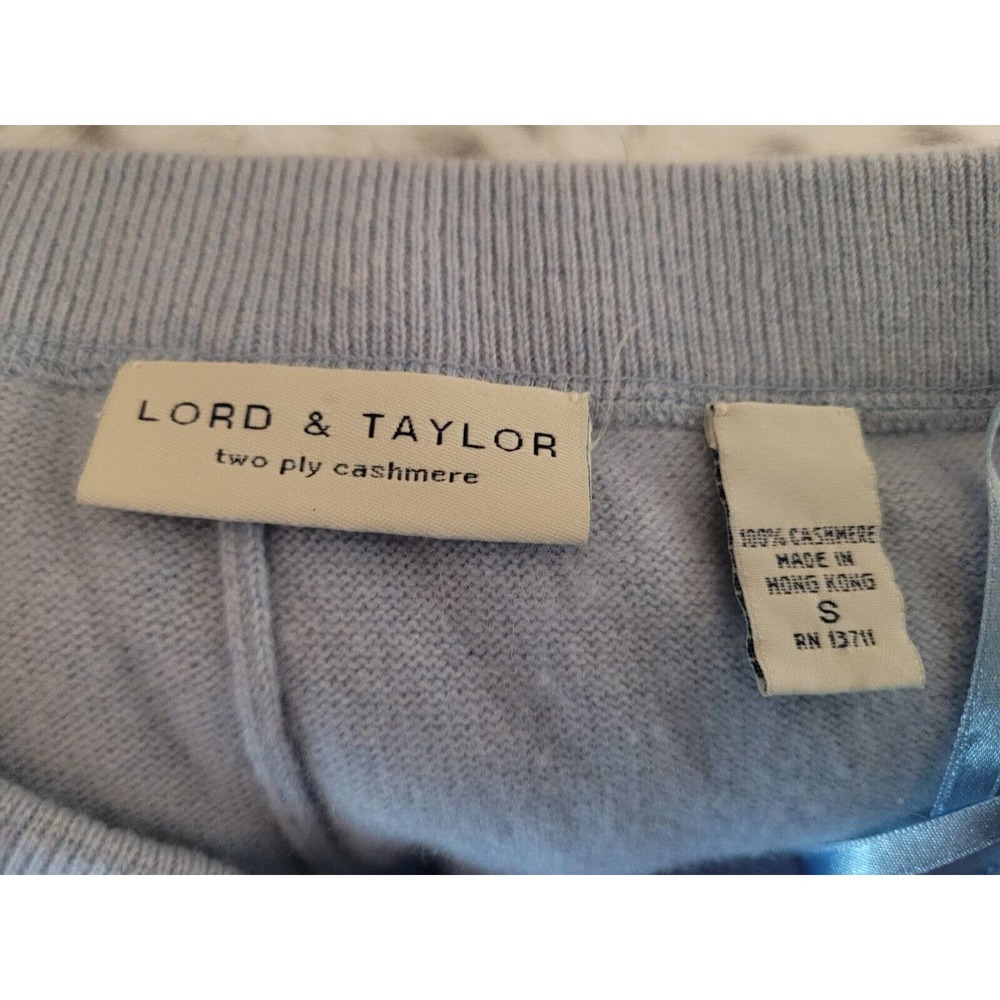 LORD & TAYLOR
two ply cashmere
100% CASHMERE
MADE IN
HONG KONG
S
RN 13711